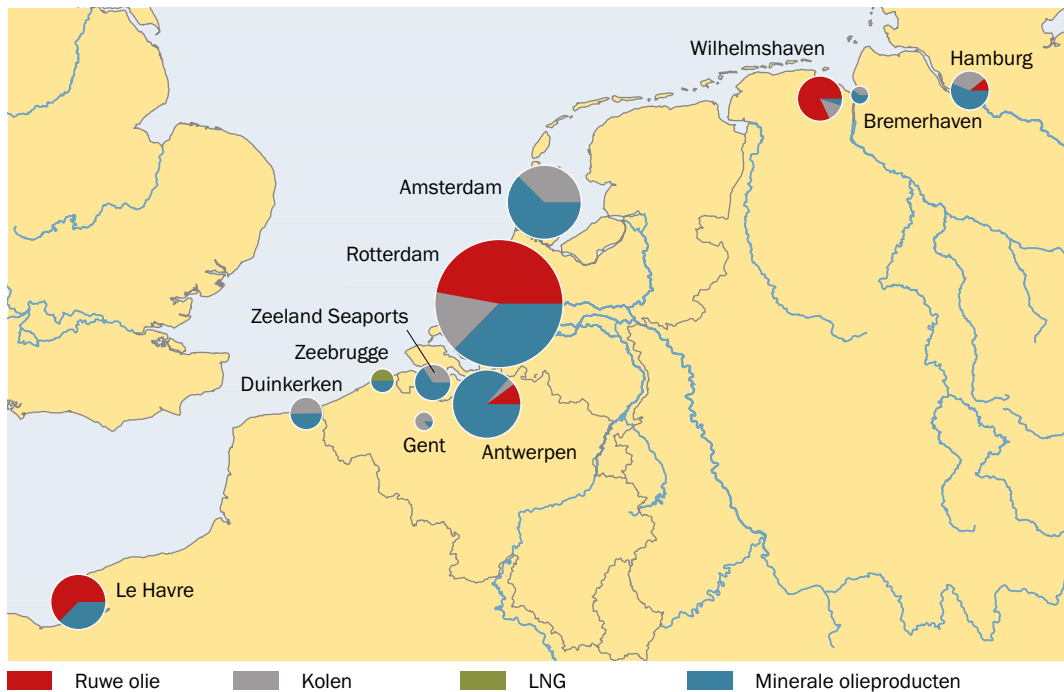 Wilhelmshaven
Hamburg
Bremerhaven
Amsterdam
Rotterdam
Zeeland Seaports
Zeebrugge
Duinkerken
Gent
Antwerpen
Le Havre
Ruwe olie
Kolen
LNG
Minerale olieproducten